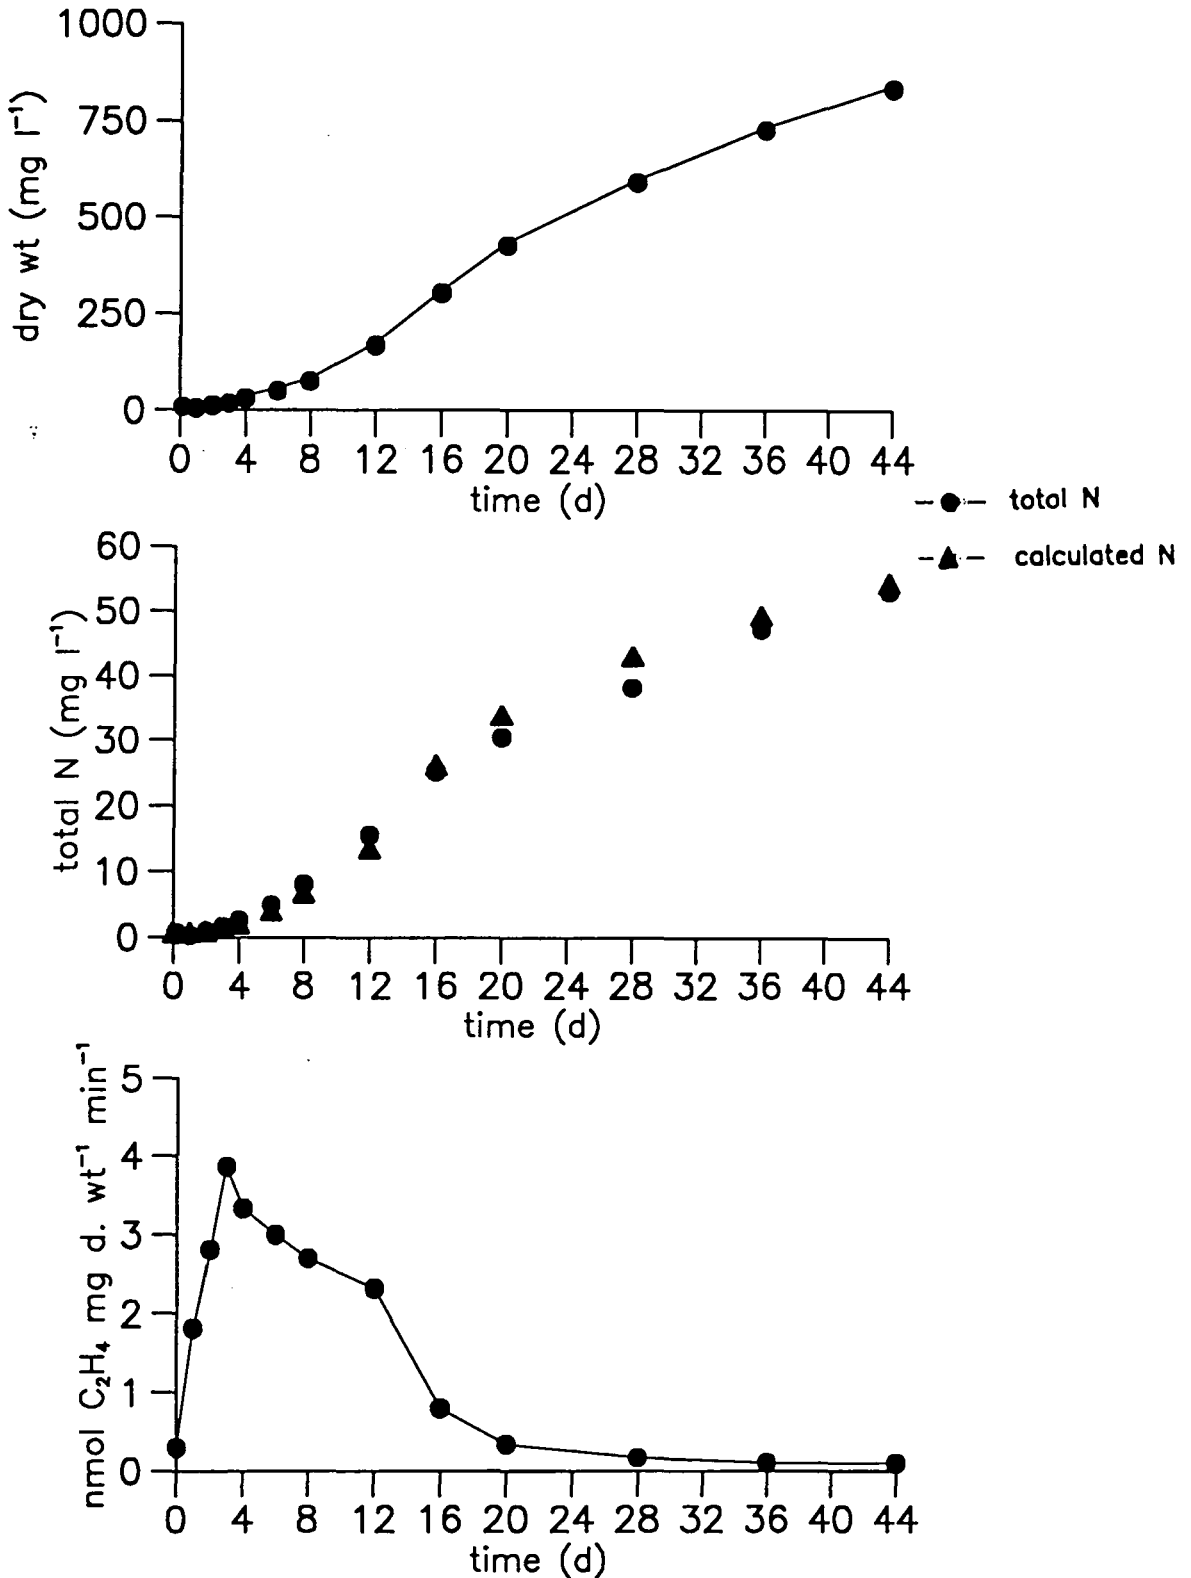 1000
750
500
250
0
dry wt (mg l⁻¹)
0 4 8 12 16 20 24 28 32 36 40 44
time (d)
total N
calculated N
60
50
40
30
20
10
0
total N (mg l⁻¹)
0 4 8 12 16 20 24 28 32 36 40 44
time (d)
5
4
3
2
1
0
nmol C₂H₄ mg d. wt⁻¹ min⁻¹
0 4 8 12 16 20 24 28 32 36 40 44
time (d)